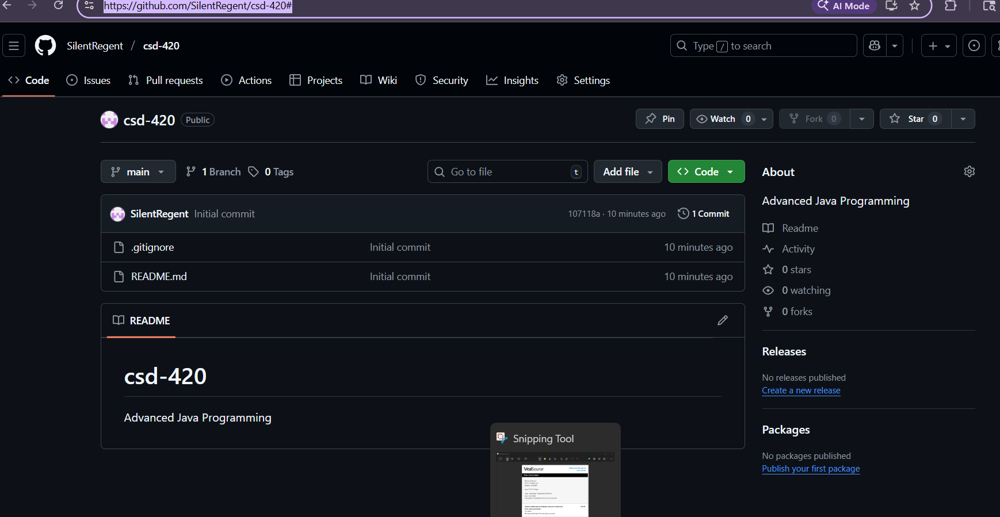 https://github.com/SilentRegent/csd-420#
AI Mode
SilentRegent / csd-420
Type / to search
Code
Issues
Pull requests
Actions
Projects
Wiki
Security
Insights
Settings
csd-420 Public
Pin
Watch 0
Fork 0
Star 0
main
1 Branch
0 Tags
Go to file t
Add file
Code
SilentRegent Initial commit 107118a · 10 minutes ago 1 Commit
.gitignore Initial commit 10 minutes ago
README.md Initial commit 10 minutes ago
README
csd-420
Advanced Java Programming
About
Advanced Java Programming
Readme
Activity
0 stars
0 watching
0 forks
Releases
No releases published
Create a new release
Packages
No packages published
Publish your first package
Snipping Tool
VitalSource